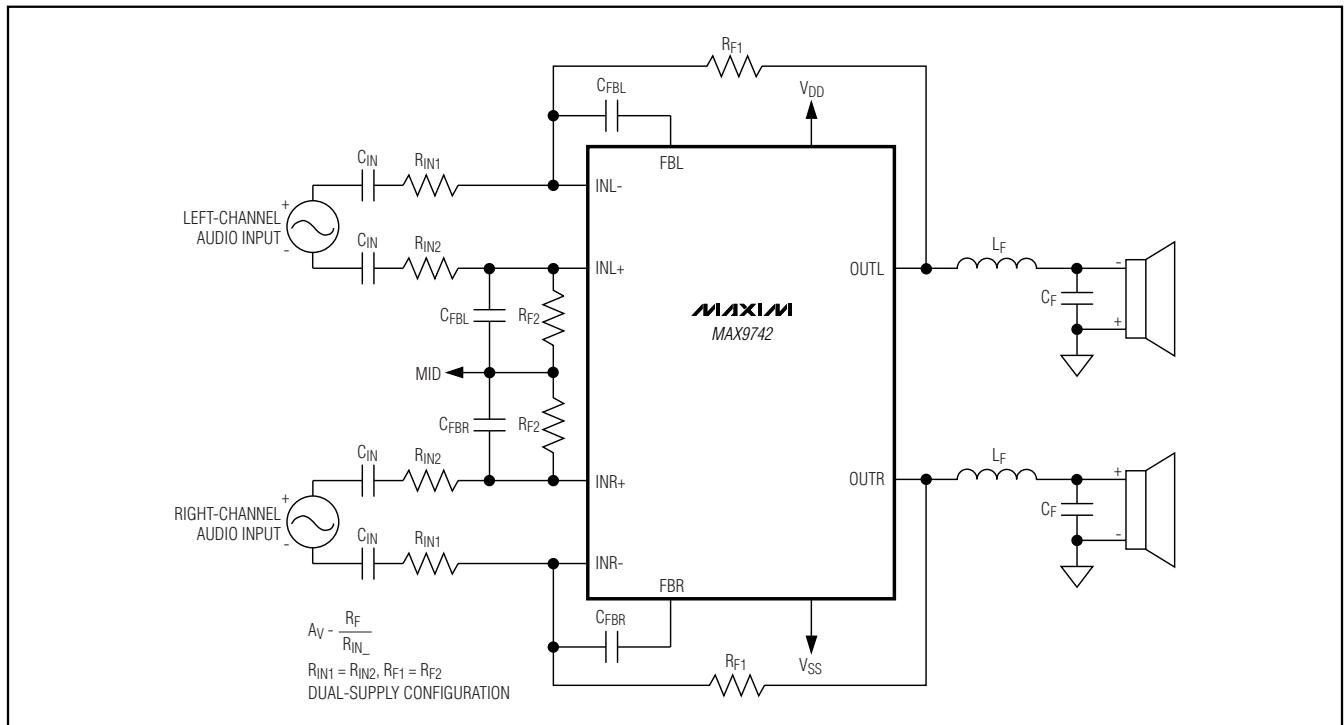 RF1
CFBL
VDD
FBL
CIN
RIN1
INL-
+
LEFT-CHANNEL
AUDIO INPUT
-
CIN
RIN2
INL+
OUTL
LF
-
CF
+
CFBL
RF2
MAXIM
MAX9742
MID
CFBR
RF2
CIN
RIN2
INR+
OUTR
LF
+
CF
-
+
RIGHT-CHANNEL
AUDIO INPUT
-
CIN
RIN1
INR-
FBR
CFBR
VSS
RF1
AV - RF
RIN_
RIN1 = RIN2, RF1 = RF2
DUAL-SUPPLY CONFIGURATION